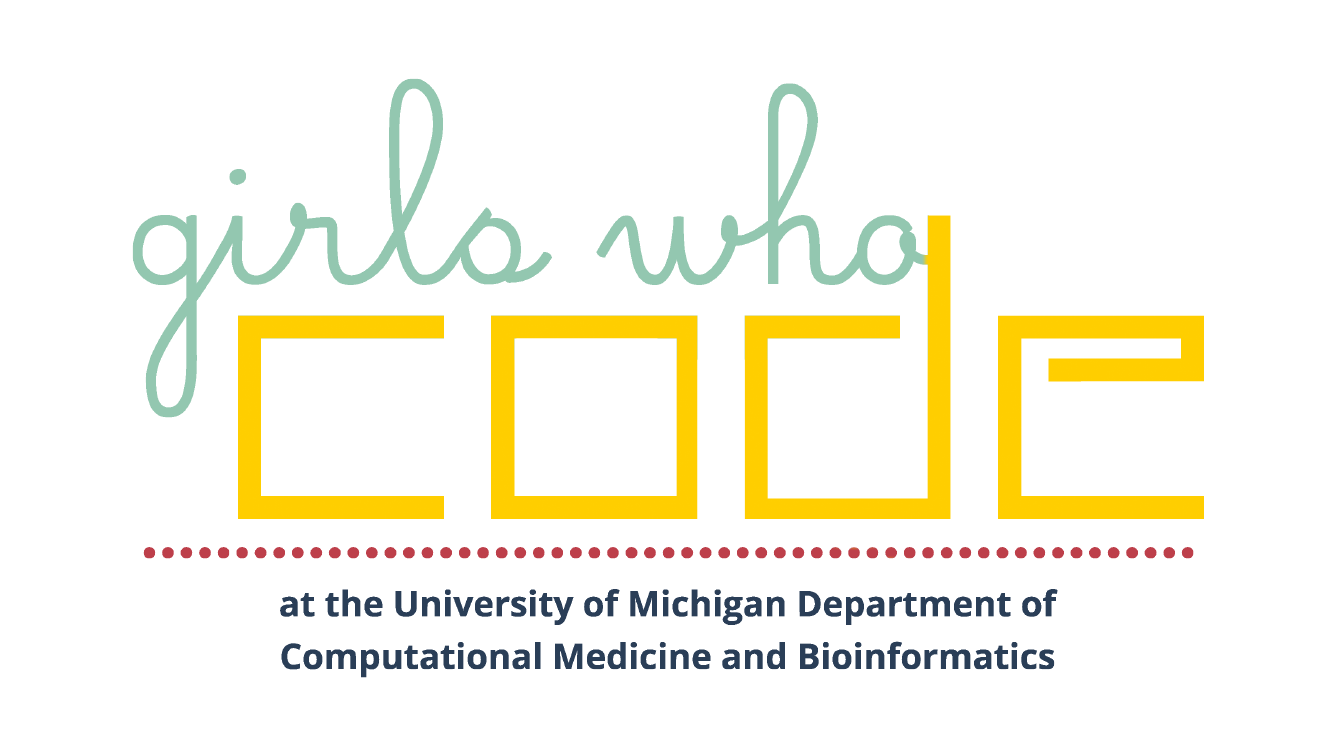 girls who
code
at the University of Michigan Department of
Computational Medicine and Bioinformatics